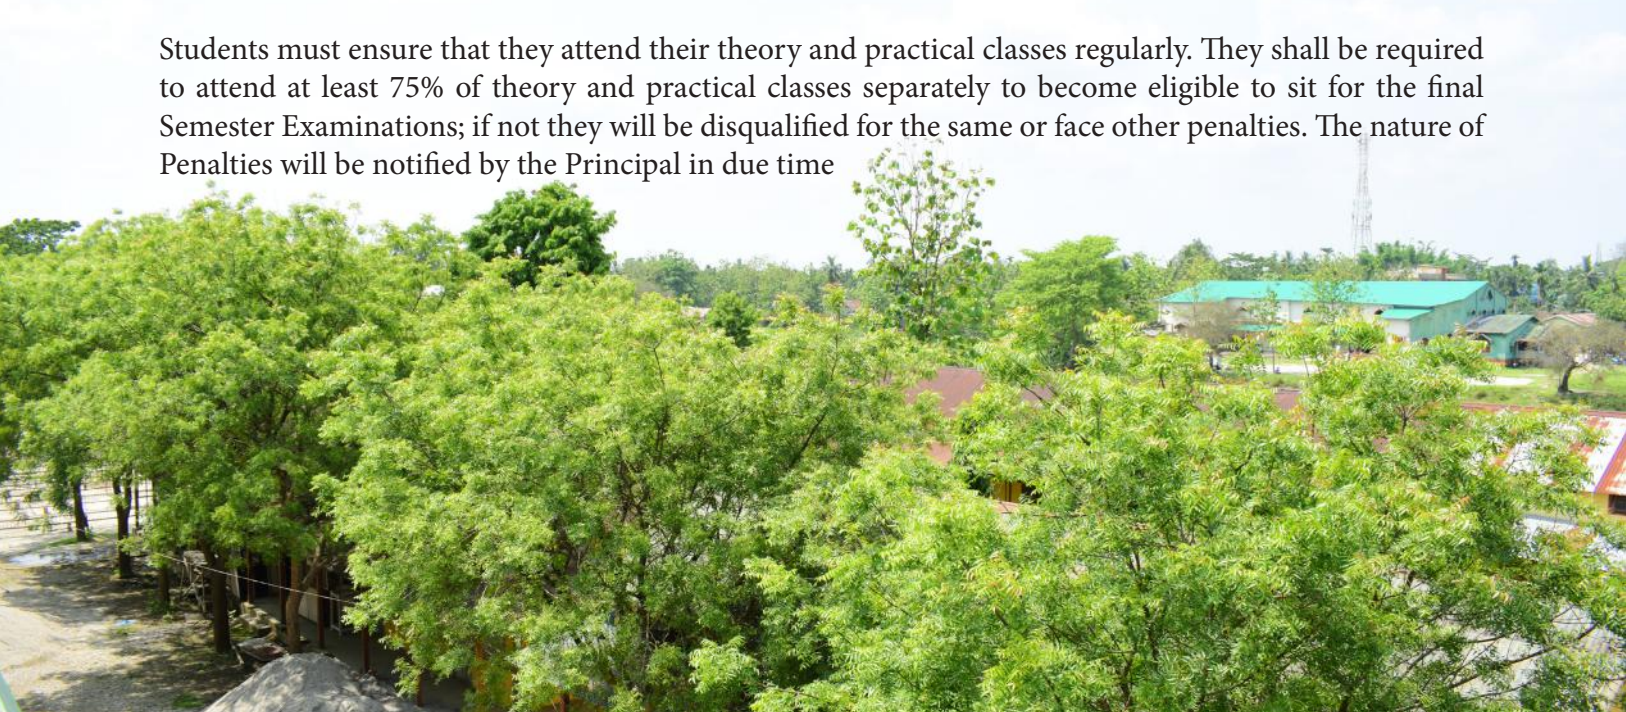 Students must ensure that they attend their theory and practical classes regularly. They shall be required
to attend at least 75% of theory and practical classes separately to become eligible to sit for the final
Semester Examinations; if not they will be disqualified for the same or face other penalties. The nature of
Penalties will be notified by the Principal in due time